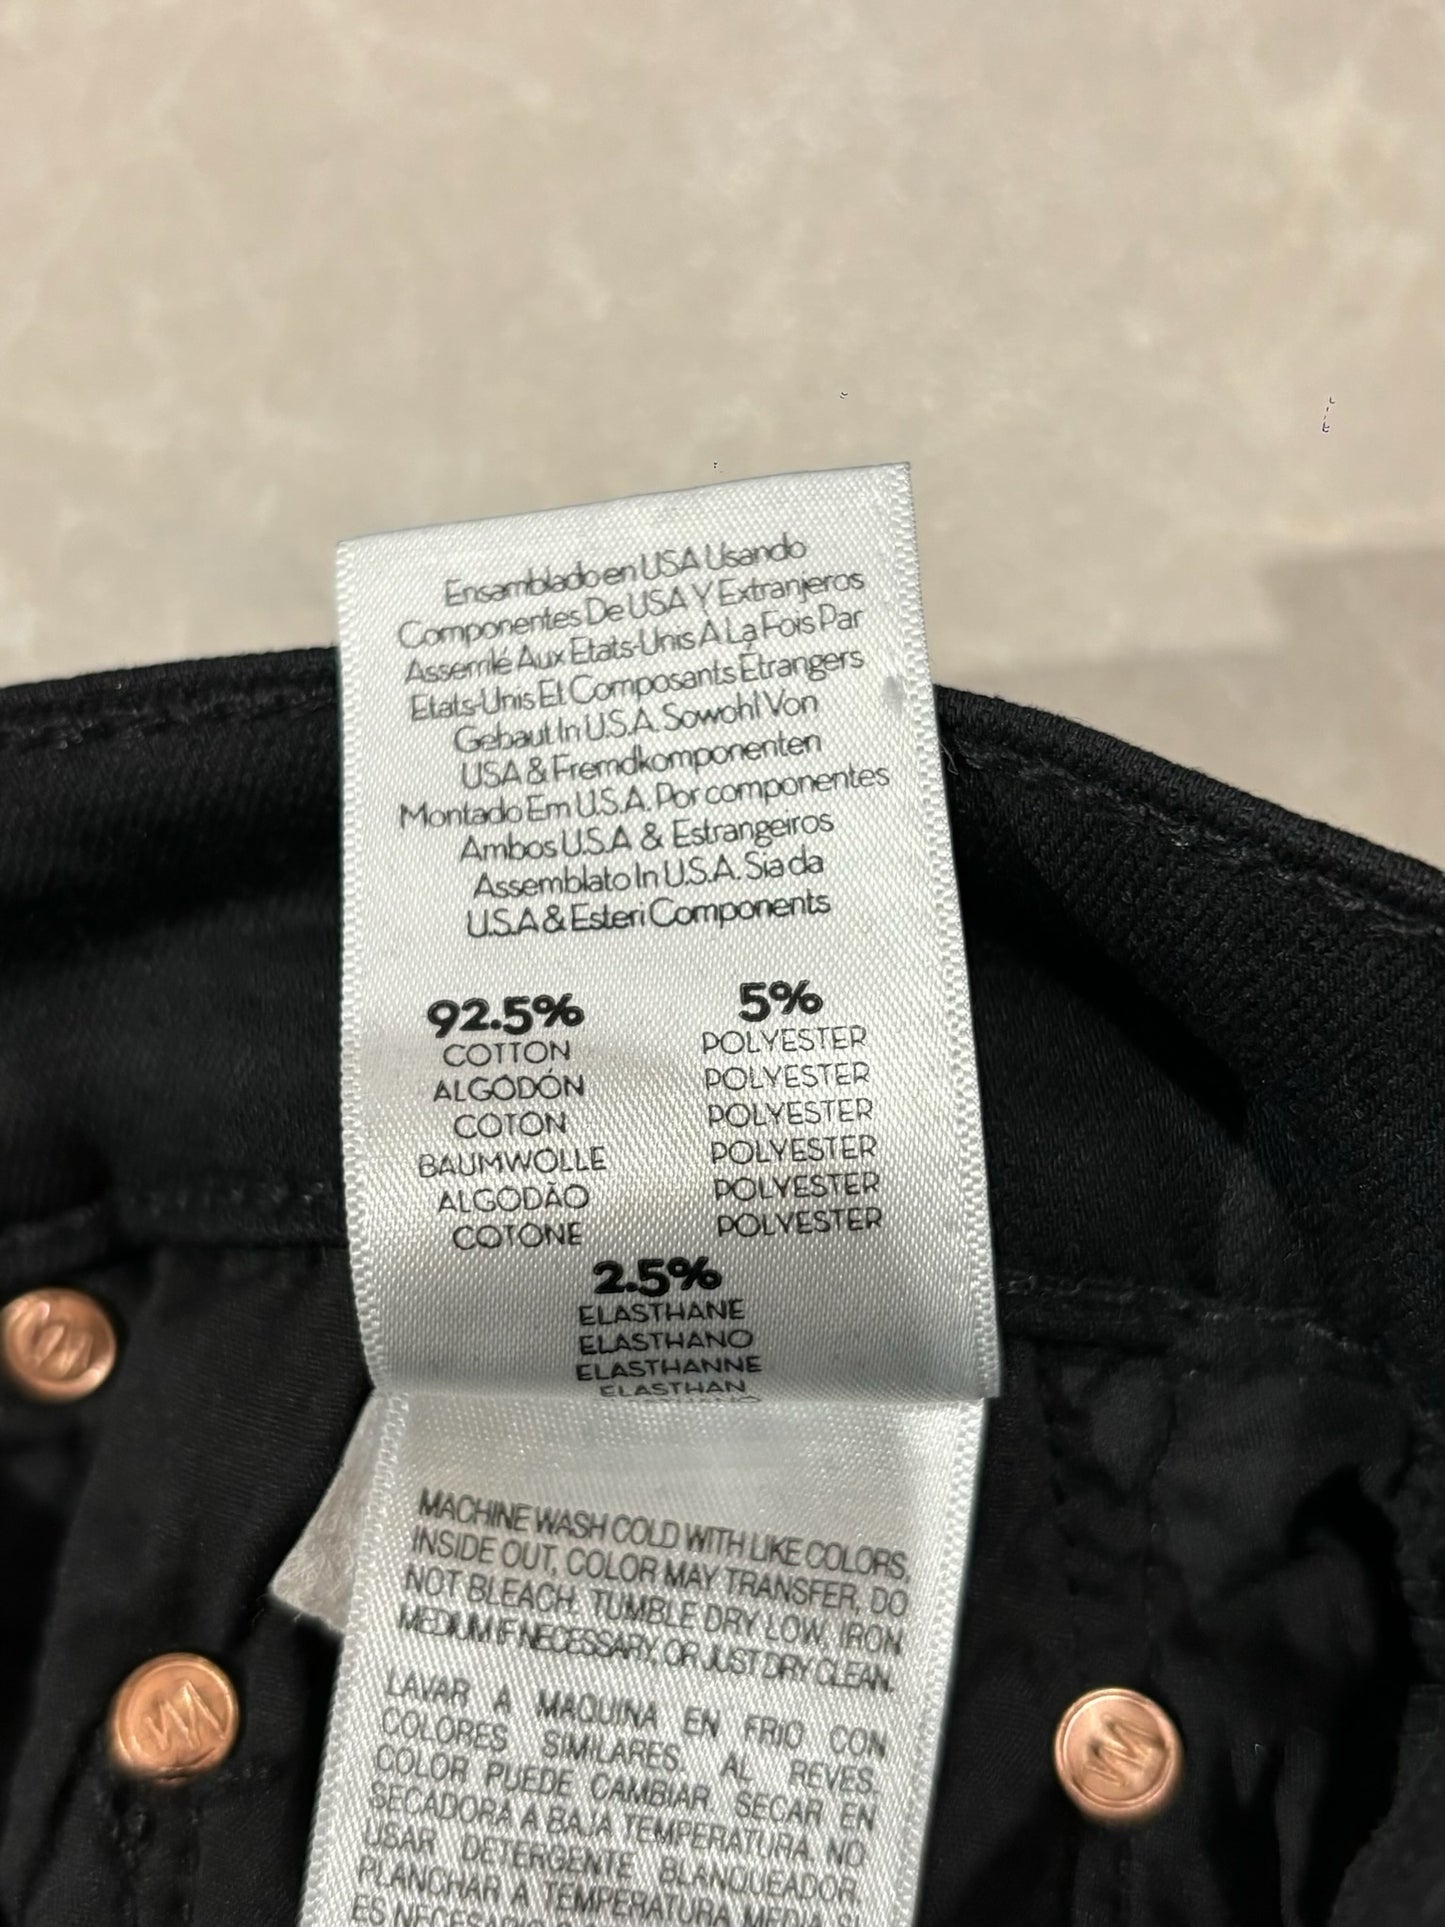 Ensamblado en USA Usando
Componentes De USA Y Extranjeros
Assemlé Aux Etats-Unis A La Fois Par
Etats-Unis Et Composants Étrangers
Gebaut In U.S.A. Sowohl Von
USA & Fremdkomponenten
Montado Em U.S.A. Por componentes
Ambos U.S.A & Estrangeiros
Assemblato In U.S.A. Sia da
U.S.A & Esteri Components
92.5%
COTTON
ALGÓDÓN
COTON
BAUMWOLLE
ALGODÃO
COTONE
5%
POLYESTER
POLYESTER
POLYESTER
POLYESTER
POLYESTER
POLYESTER
2.5%
ELASTHANE
ELASTHANO
ELASTHANNE
ELASTHAN
MACHINE WASH COLD WITH LIKE COLORS,
INSIDE OUT, COLOR MAY TRANSFER, DO
NOT BLEACH. TUMBLE DRY LOW, IRON
MEDIUM IF NECESSARY, OR JUST DRY CLEAN.
LAVAR A MAQUINA EN FRIO CON
COLORES SIMILARES, AL REVES.
COLOR PUEDE CAMBIAR. SECAR EN
SECADORA A BAJA TEMPERATURA, NO
USAR DETERGENTE BLANQUEADOR,
PLANCHAR A TEMPERATURA MEDIA SI
ES